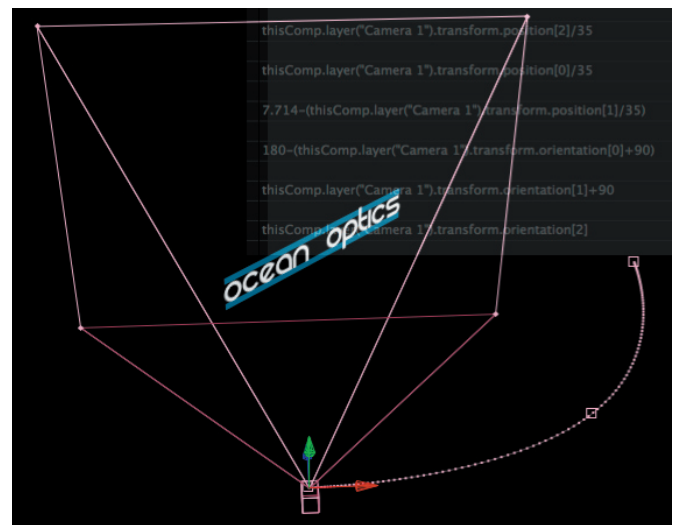 thisComp.layer("Camera 1").transform.position[2]/35
thisComp.layer("Camera 1").transform.position[0]/35
7.714-(thisComp.layer("Camera 1").transform.position[1]/35)
180-(thisComp.layer("Camera 1").transform.orientation[0]+90)
thisComp.layer("Camera 1").transform.orientation[1]+90
thisComp.layer("Camera 1").transform.orientation[2]
ocean optics